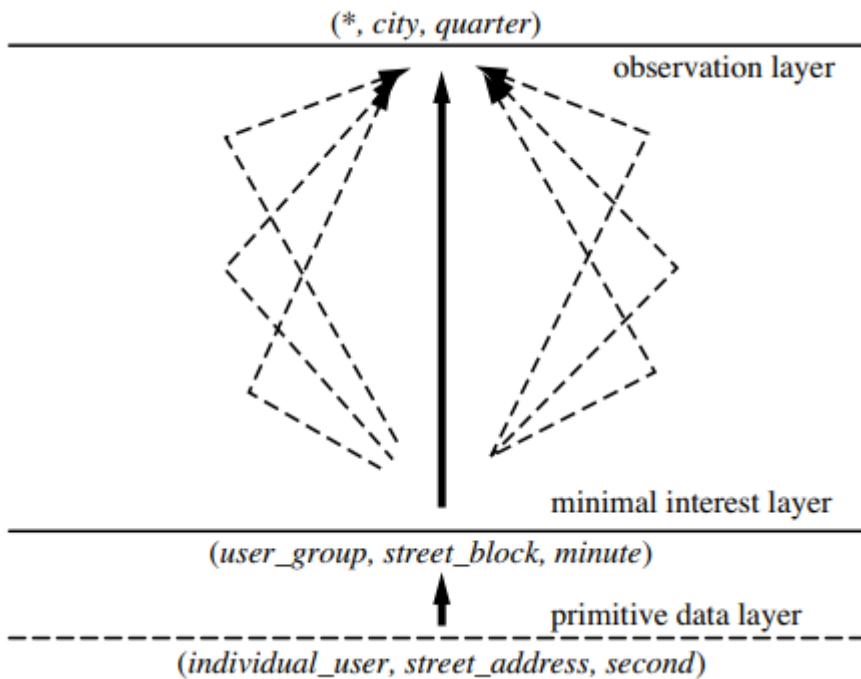 (*, city, quarter)
observation layer
minimal interest layer
(user_group, street_block, minute)
primitive data layer
(individual_user, street_address, second)